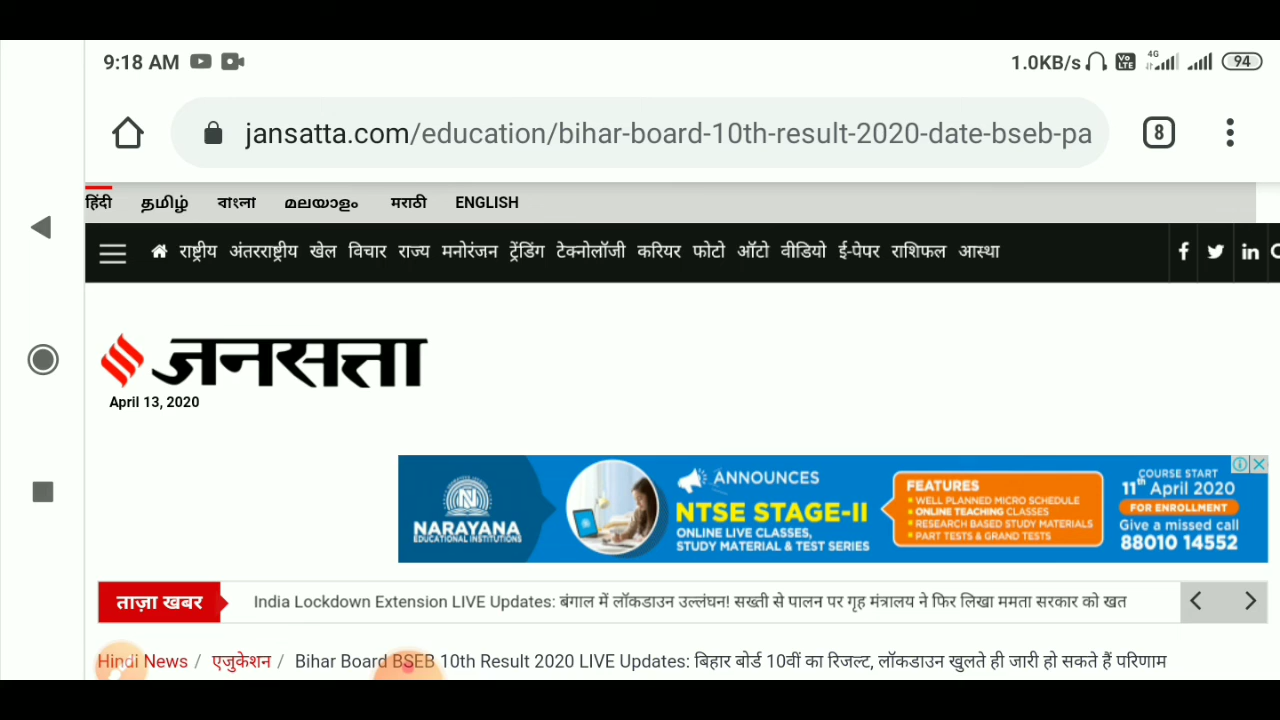 9:18 AM 1.0KB/s Vo LTE 4G 94
jansatta.com/education/bihar-board-10th-result-2020-date-bseb-pa 8
हिंदी தமிழ் বাংলা മലയാളം मराठी ENGLISH
राष्ट्रीय अंतरराष्ट्रीय खेल विचार राज्य मनोरंजन ट्रेंडिंग टेक्नोलॉजी करियर फोटो ऑटो वीडियो ई-पेपर राशिफल आस्था f in
जनसत्ता
April 13, 2020
N
NARAYANA
EDUCATIONAL INSTITUTIONS
ANNOUNCES
NTSE STAGE-II
ONLINE LIVE CLASSES,
STUDY MATERIAL & TEST SERIES
FEATURES
WELL PLANNED MICRO SCHEDULE
ONLINE TEACHING CLASSES
RESEARCH BASED STUDY MATERIALS
PART TESTS & GRAND TESTS
COURSE START
11th April 2020
FOR ENROLLMENT
Give a missed call
88010 14552
ताज़ा खबर India Lockdown Extension LIVE Updates: बंगाल में लॉकडाउन उल्लंघन! सख्ती से पालन पर गृह मंत्रालय ने फिर लिखा ममता सरकार को खत
Hindi News / एजुकेशन / Bihar Board BSEB 10th Result 2020 LIVE Updates: बिहार बोर्ड 10वीं का रिजल्ट, लॉकडाउन खुलते ही जारी हो सकते हैं परिणाम